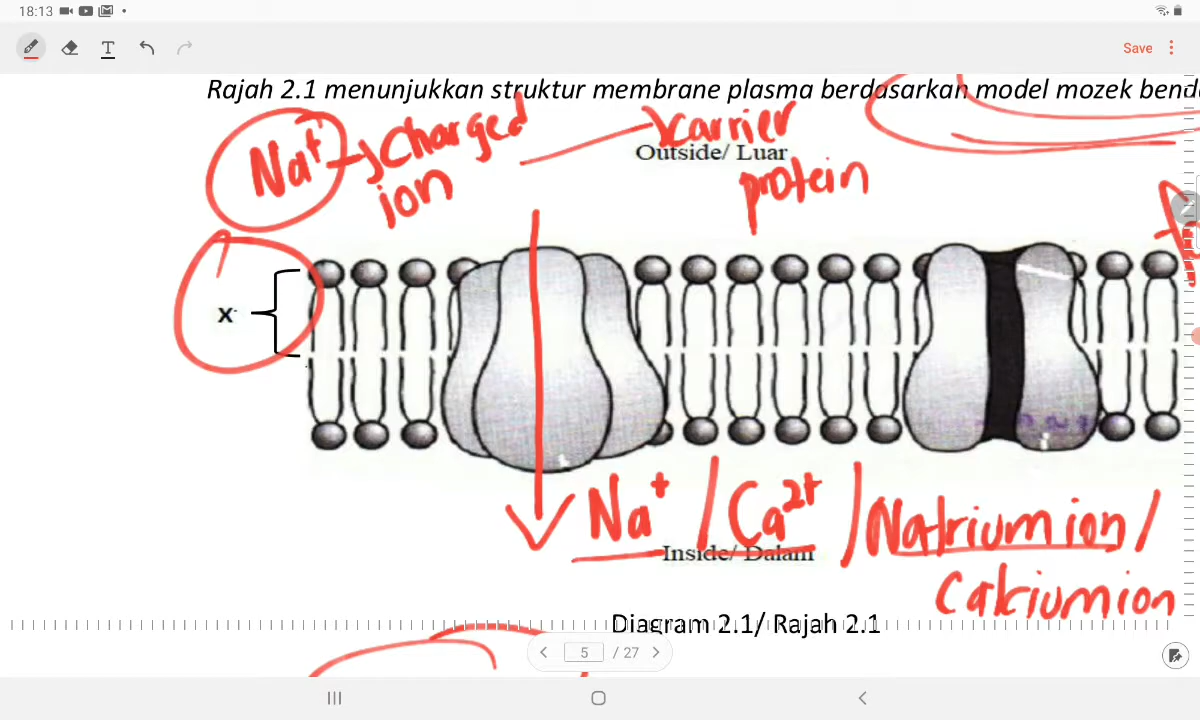 18:13
T
Save
Rajah 2.1 menunjukkan struktur membrane plasma berdasarkah model mozek bend
Na+ → charged ion
carrier
Outside/ Luar
protein
X
Na+ / Ca2+ / Natrium ion /
Inside/ Dalam
Calcium ion
Diagram 2.1/ Rajah 2.1
5 / 27